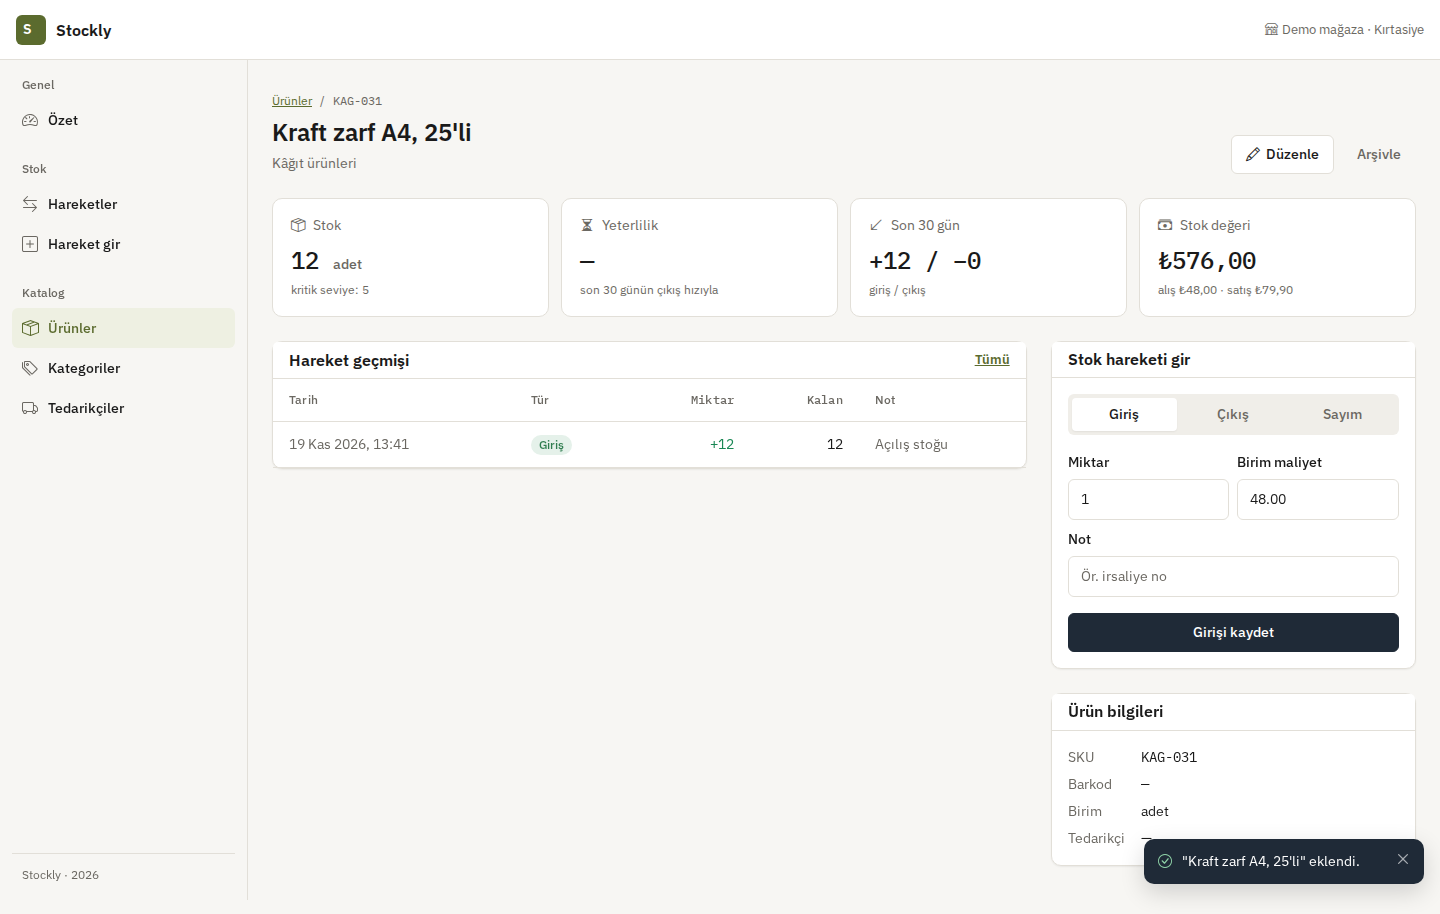 S Stockly
Demo mağaza · Kırtasiye
Genel
Özet
Stok
Hareketler
Hareket gir
Katalog
Ürünler
Kategoriler
Tedarikçiler
Stockly · 2026
Ürünler / KAG-031
Kraft zarf A4, 25'li
Kâğıt ürünleri
Düzenle Arşivle
Stok
12 adet
kritik seviye: 5
Yeterlilik
—
son 30 günün çıkış hızıyla
Son 30 gün
+12 / −0
giriş / çıkış
Stok değeri
₺576,00
alış ₺48,00 · satış ₺79,90
Hareket geçmişi Tümü
Tarih Tür Miktar Kalan Not
19 Kas 2026, 13:41 Giriş +12 12 Açılış stoğu
Stok hareketi gir
Giriş Çıkış Sayım
Miktar Birim maliyet
1 48.00
Not
Ör. irsaliye no
Girişi kaydet
Ürün bilgileri
SKU KAG-031
Barkod —
Birim adet
Tedarikçi —
"Kraft zarf A4, 25'li" eklendi.